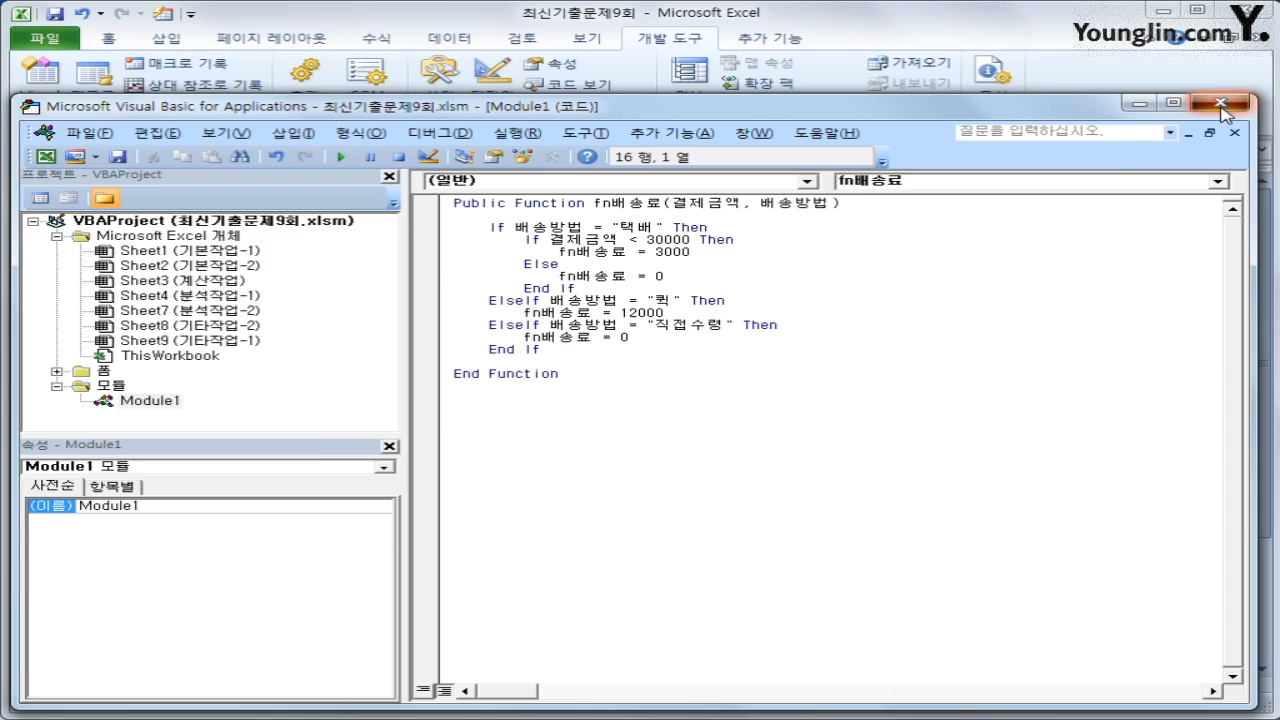 최신기출문제9회 - Microsoft Excel
Y.
Younglin.com
파일 홈 삽입 페이지 레이아웃 수식 데이터 검토 보기 개발 도구 추가 기능
매크로 기록 속성 맵 속성 가져오기
상대 참조로 기록 코드 보기 확장 팩 내보내기
Microsoft Visual Basic for Applications - 최신기출문제9회.xlsm - [Module1 (코드)]
파일(F) 편집(E) 보기(V) 삽입(I) 형식(O) 디버그(D) 실행(R) 도구(T) 추가 기능(A) 창(W) 도움말(H) 질문을 입력하십시오.
16 행, 1 열
프로젝트 - VBAProject
(일반) fn배송료
VBAProject (최신기출문제9회.xlsm)
Microsoft Excel 개체
Sheet1 (기본작업-1)
Sheet2 (기본작업-2)
Sheet3 (계산작업)
Sheet4 (분석작업-1)
Sheet7 (분석작업-2)
Sheet8 (기타작업-2)
Sheet9 (기타작업-1)
ThisWorkbook
폼
모듈
Module1
속성 - Module1
Module1 모듈
사전순 항목별
(이름) Module1
Public Function fn배송료(결제금액, 배송방법)
If 배송방법 = "택배" Then
If 결제금액 < 30000 Then
fn배송료 = 3000
Else
fn배송료 = 0
End If
ElseIf 배송방법 = "퀵" Then
fn배송료 = 12000
ElseIf 배송방법 = "직접수령" Then
fn배송료 = 0
End If
End Function